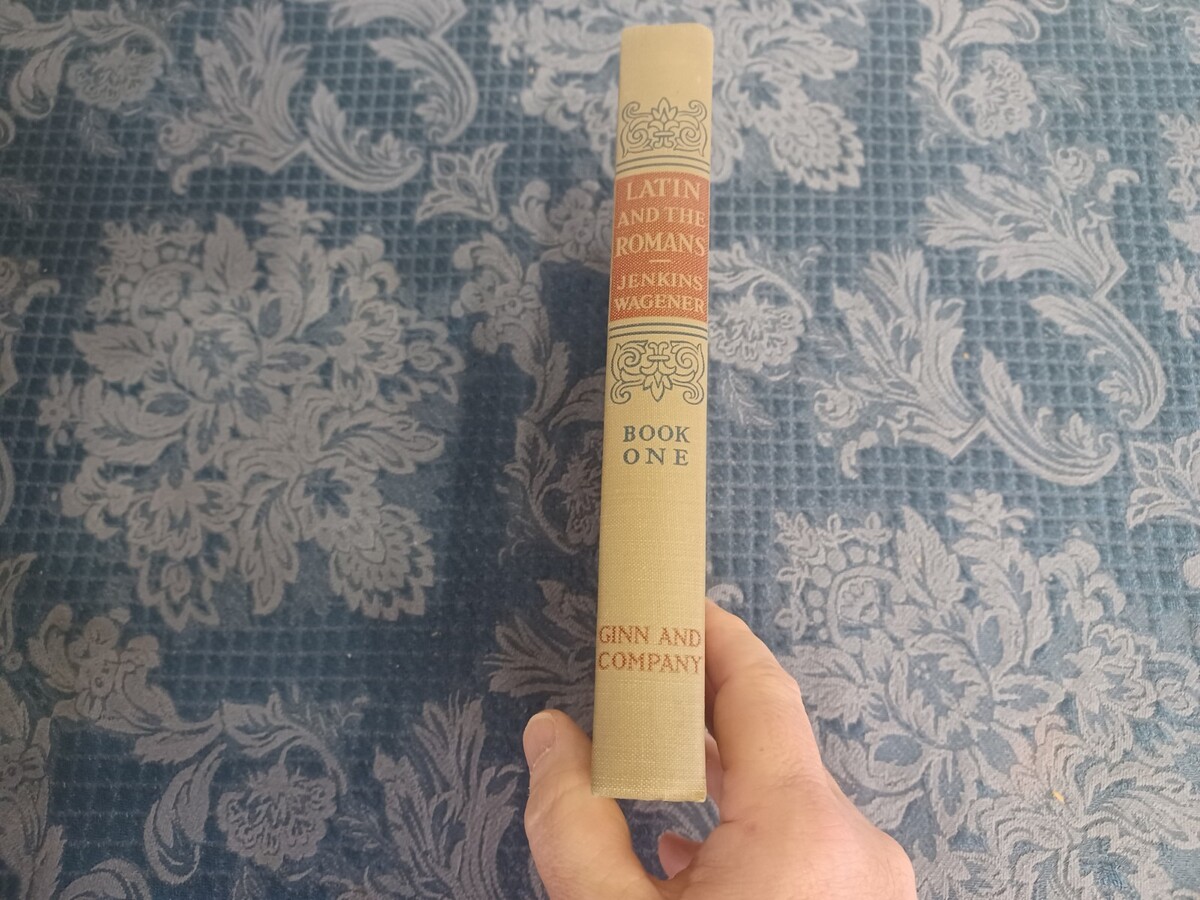 LATIN
AND THE
ROMANS
JENKINS
WAGENER
BOOK
ONE
GINN AND
COMPANY